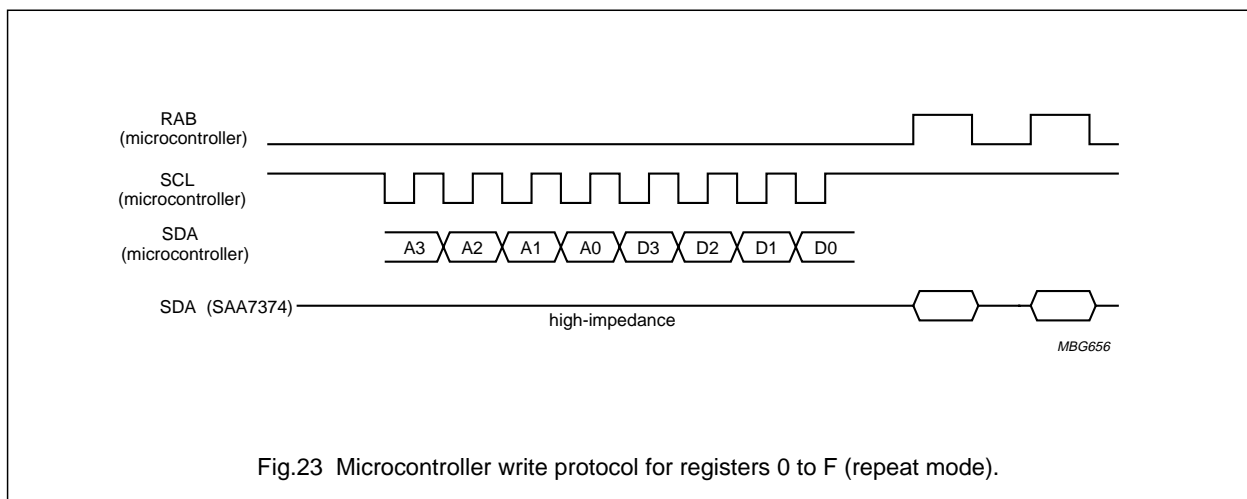 RAB
(microcontroller)
SCL
(microcontroller)
SDA
(microcontroller)
A3 A2 A1 A0 D3 D2 D1 D0
SDA (SAA7374)
high-impedance
MBG656
Fig.23 Microcontroller write protocol for registers 0 to F (repeat mode).